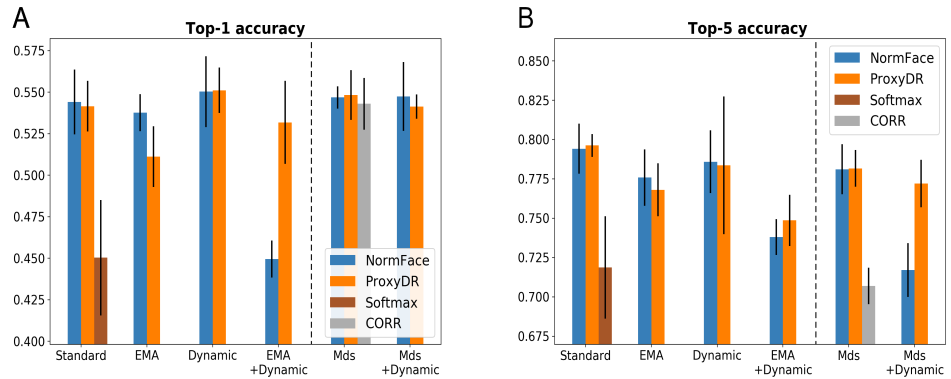 A
Top-1 accuracy
0.575
0.550
0.525
0.500
0.475
0.450
0.425
0.400
Standard
EMA
Dynamic
EMA
+Dynamic
Mds
Mds
+Dynamic
NormFace
ProxyDR
Softmax
CORR
B
Top-5 accuracy
0.850
0.825
0.800
0.775
0.750
0.725
0.700
0.675
Standard
EMA
Dynamic
EMA
+Dynamic
Mds
Mds
+Dynamic
NormFace
ProxyDR
Softmax
CORR